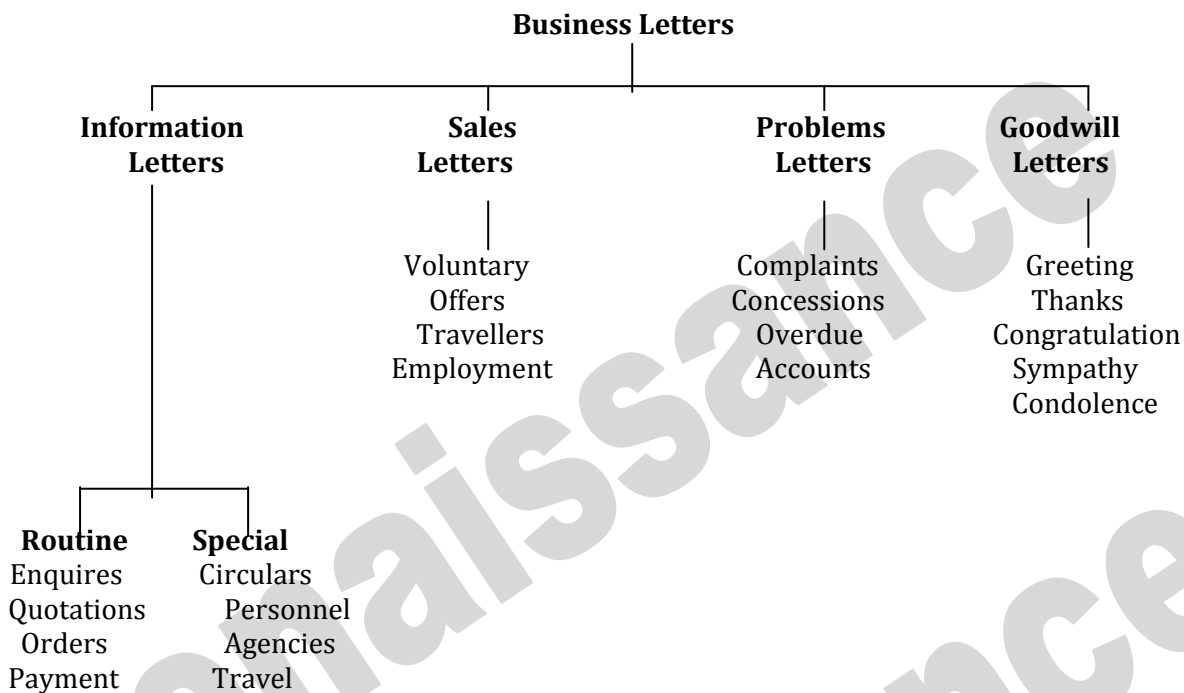 Business Letters
Information Letters
Sales Letters
Problems Letters
Goodwill Letters
Voluntary
Offers
Travellers
Employment
Complaints
Concessions
Overdue
Accounts
Greeting
Thanks
Congratulation
Sympathy
Condolence
Routine
Enquires
Quotations
Orders
Payment
Special
Circulars
Personnel
Agencies
Travel